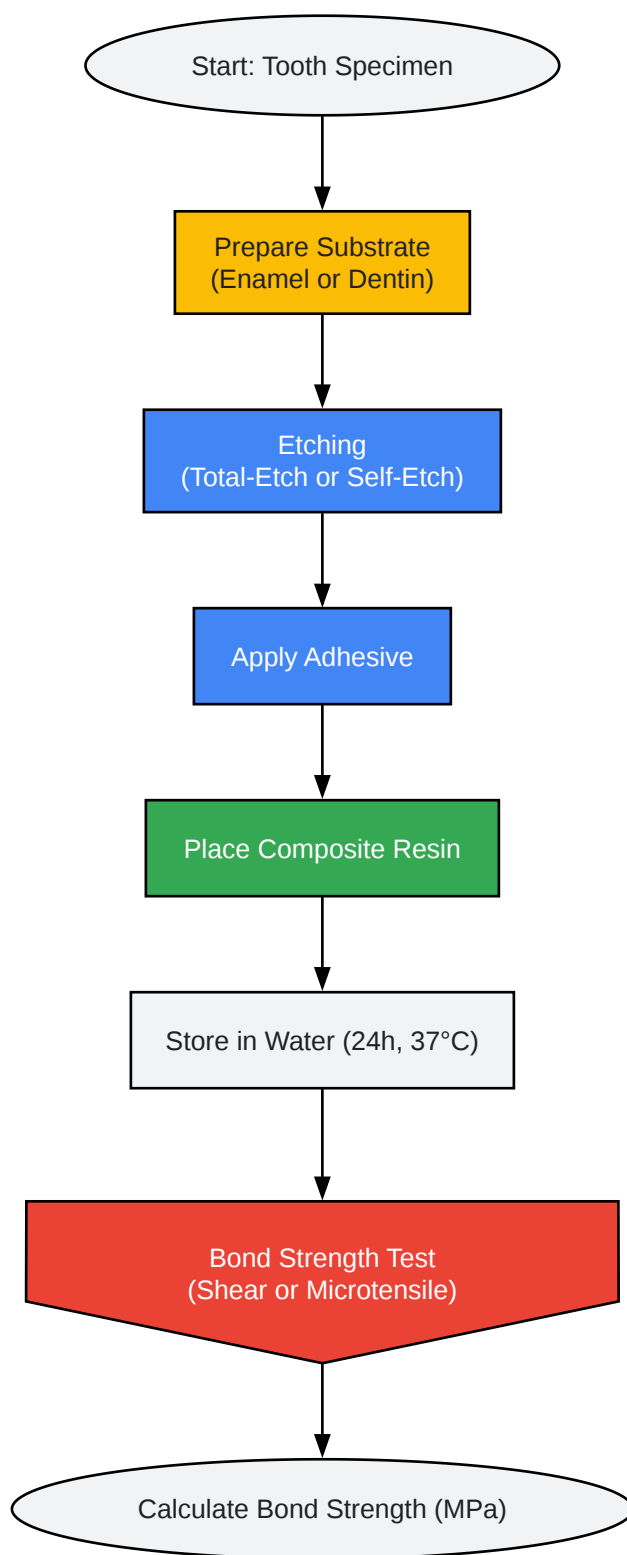 Start: Tooth Specimen
Prepare Substrate
(Enamel or Dentin)
Etching
(Total-Etch or Self-Etch)
Apply Adhesive
Place Composite Resin
Store in Water (24h, 37°C)
Bond Strength Test
(Shear or Microtensile)
Calculate Bond Strength (MPa)